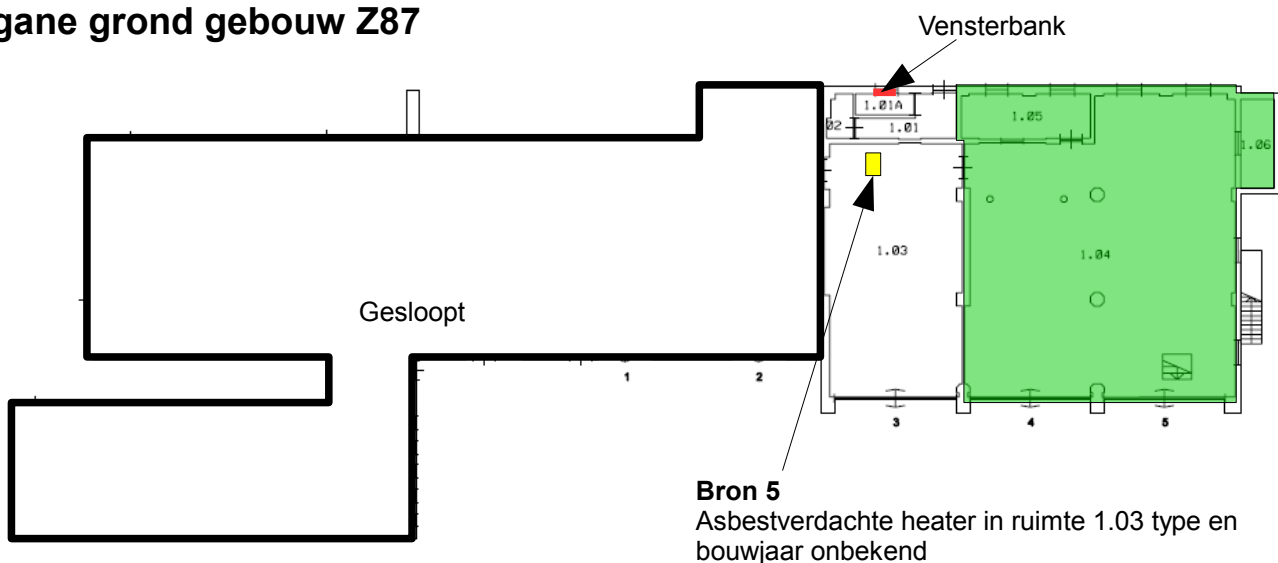 gane grond gebouw Z87
Vensterbank
1.01A
02
1.01
1.05
1.06
1.03
1.04
Gesloopt
1
2
3
4
5
Bron 5
Asbestverdachte heater in ruimte 1.03 type en
bouwjaar onbekend